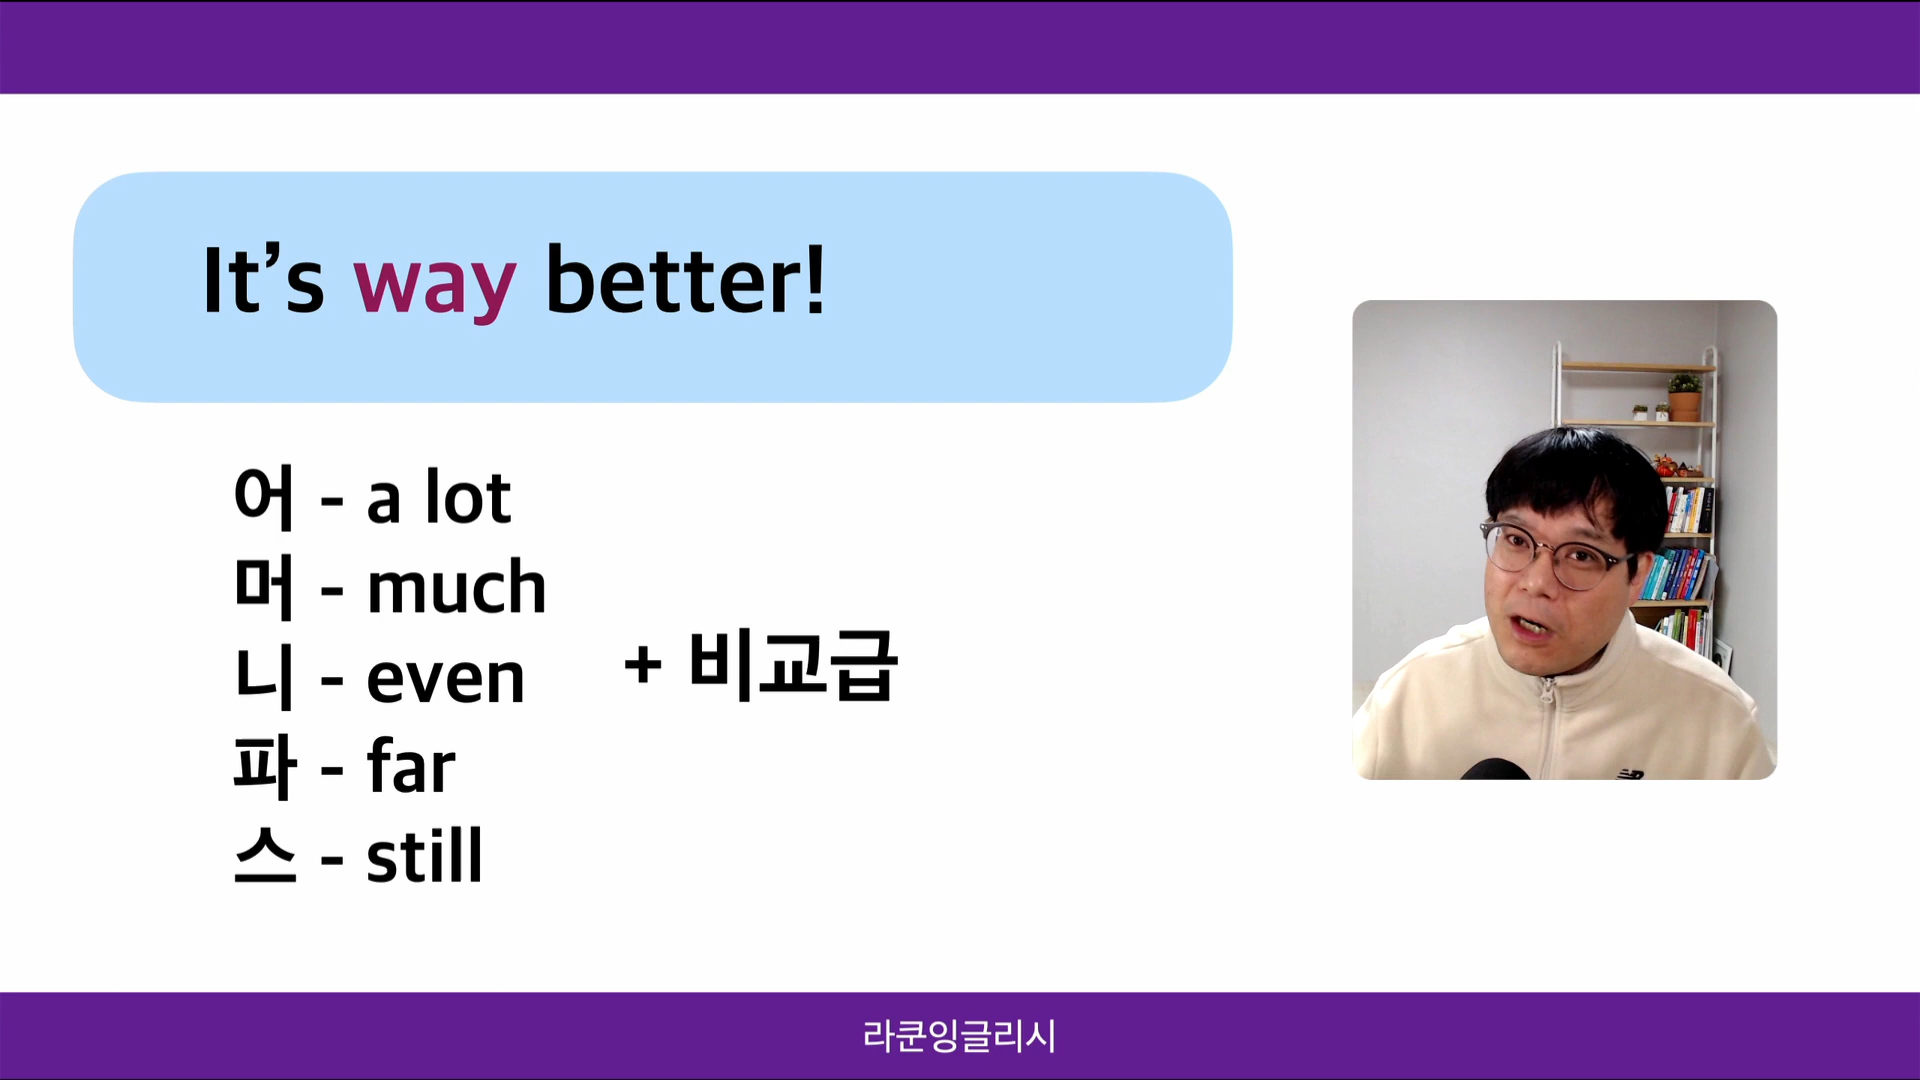 It's way better!
어 - a lot
머 - much
니 - even
+ 비교급
파 - far
스 - still
라쿤잉글리시